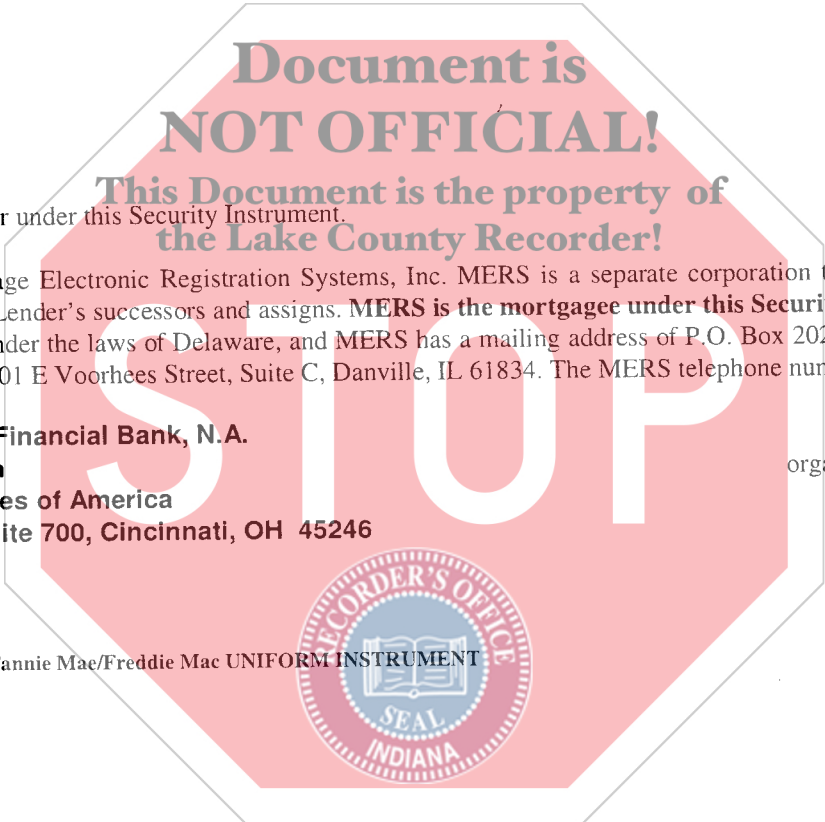 Document is
NOT OFFICIAL!
This Document is the property of
r under this Security Instrument.
the Lake County Recorder!
age Electronic Registration Systems, Inc. MERS is a separate corporation t
Lender's successors and assigns. MERS is the mortgagee under this Securi
nder the laws of Delaware, and MERS has a mailing address of P.O. Box 202
01 E Voorhees Street, Suite C, Danville, IL 61834. The MERS telephone num
STOP
Financial Bank, N.A.
orga
es of America
ite 700, Cincinnati, OH 45246
RECORDER'S OFFICE
annie Mae/Freddie Mac UNIFORM INSTRUMENT
SEAL
INDIANA